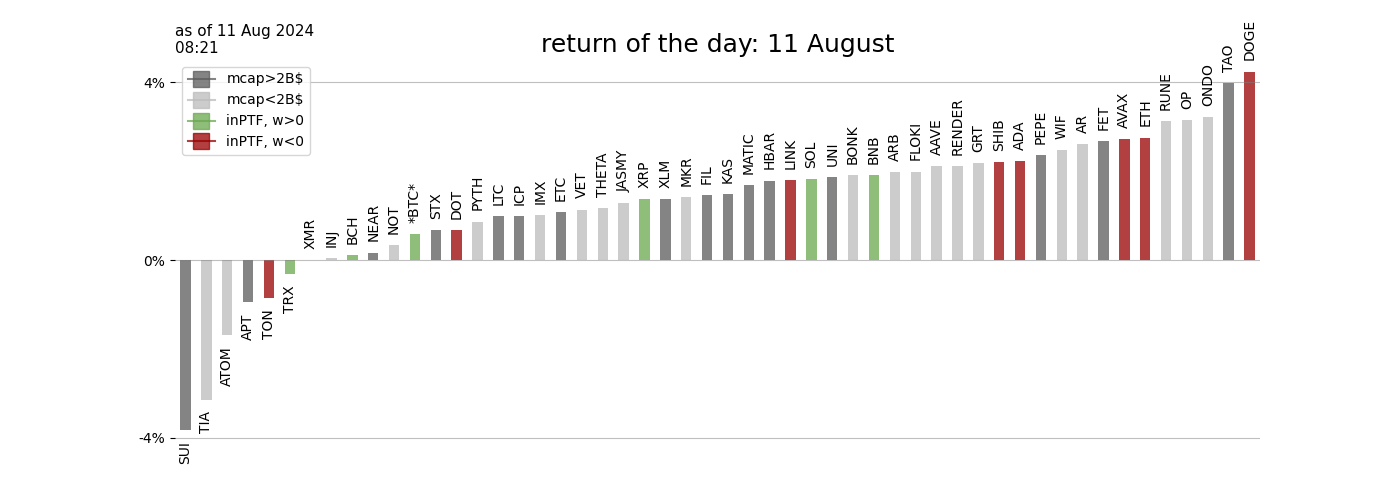 as of 11 Aug 2024
08:21
return of the day: 11 August
mcap>2B$
mcap<2B$
inPTF, w>0
inPTF, w<0
4%
0%
-4%
SUI
TIA
ATOM
APT
TON
TRX
XMR
INJ
BCH
NEAR
NOT
*BTC*
STX
DOT
PYTH
LTC
ICP
IMX
ETC
VET
THETA
JASMY
XRP
XLM
MKR
FIL
KAS
MATIC
HBAR
LINK
SOL
UNI
BONK
BNB
ARB
FLOKI
AAVE
RENDER
GRT
SHIB
ADA
PEPE
WIF
AR
FET
AVAX
ETH
RUNE
OP
ONDO
TAO
DOGE